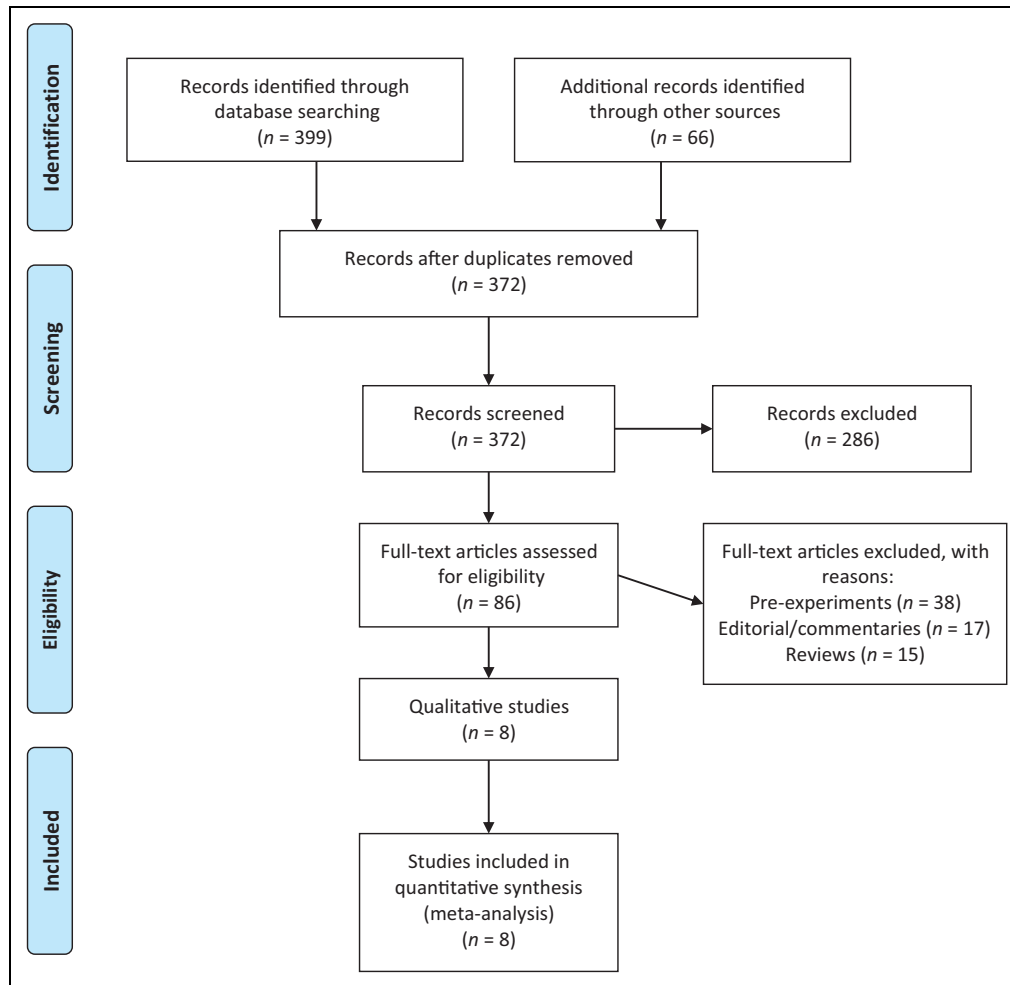 Identification
Records identified through
database searching
(n = 399)
Additional records identified
through other sources
(n = 66)
Records after duplicates removed
(n = 372)
Screening
Records screened
(n = 372)
Records excluded
(n = 286)
Eligibility
Full-text articles assessed
for eligibility
(n = 86)
Full-text articles excluded, with
reasons:
Pre-experiments (n = 38)
Editorial/commentaries (n = 17)
Reviews (n = 15)
Qualitative studies
(n = 8)
Included
Studies included in
quantitative synthesis
(meta-analysis)
(n = 8)